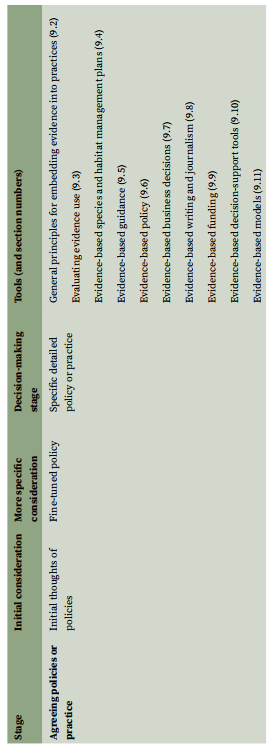 Stage
Initial consideration
More specific
consideration
Decision-making
stage
Tools (and section numbers)
Agreeing policies or
practice
Initial thoughts of
policies
Fine-tuned policy
Specific detailed
policy or practice
General principles for embedding evidence into practices (9.2)
Evaluating evidence use (9.3)
Evidence-based species and habitat management plans (9.4)
Evidence-based guidance (9.5)
Evidence-based policy (9.6)
Evidence-based business decisions (9.7)
Evidence-based writing and journalism (9.8)
Evidence-based funding (9.9)
Evidence-based decision-support tools (9.10)
Evidence-based models (9.11)